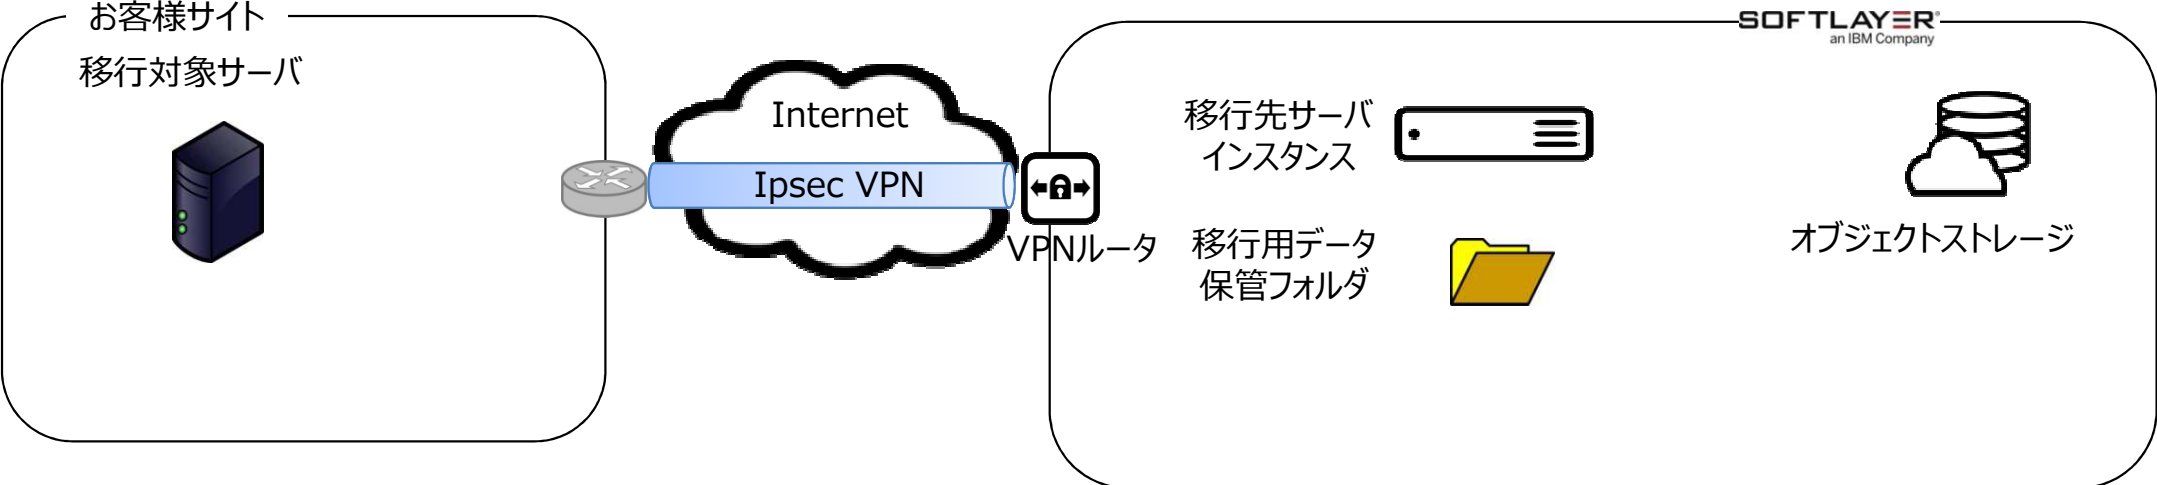 お客様サイト
移行対象サーバ
Internet
Ipsec VPN
VPNルータ
SOFTLAYER®
an IBM Company
移行先サーバ
インスタンス
移行用データ
保管フォルダ
オブジェクトストレージ